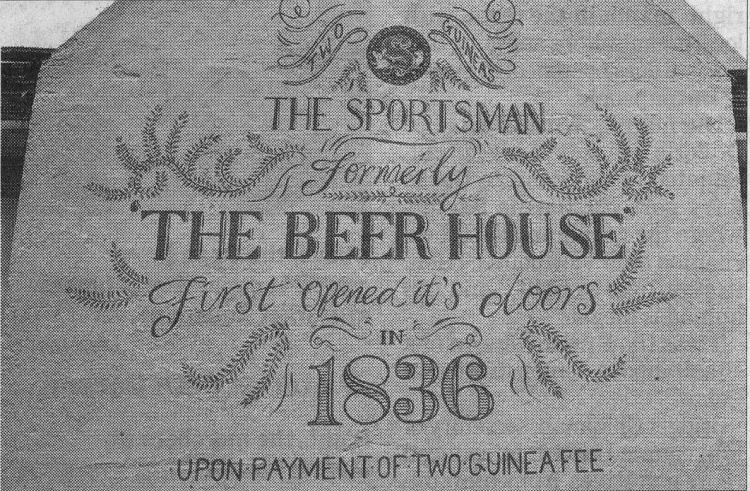 TWO GUINEAS
THE SPORTSMAN
Formerly
'THE BEER HOUSE'
First Opened it's doors
IN
1836
UPON·PAYMENT·OF·TWO·GUINEA FEE